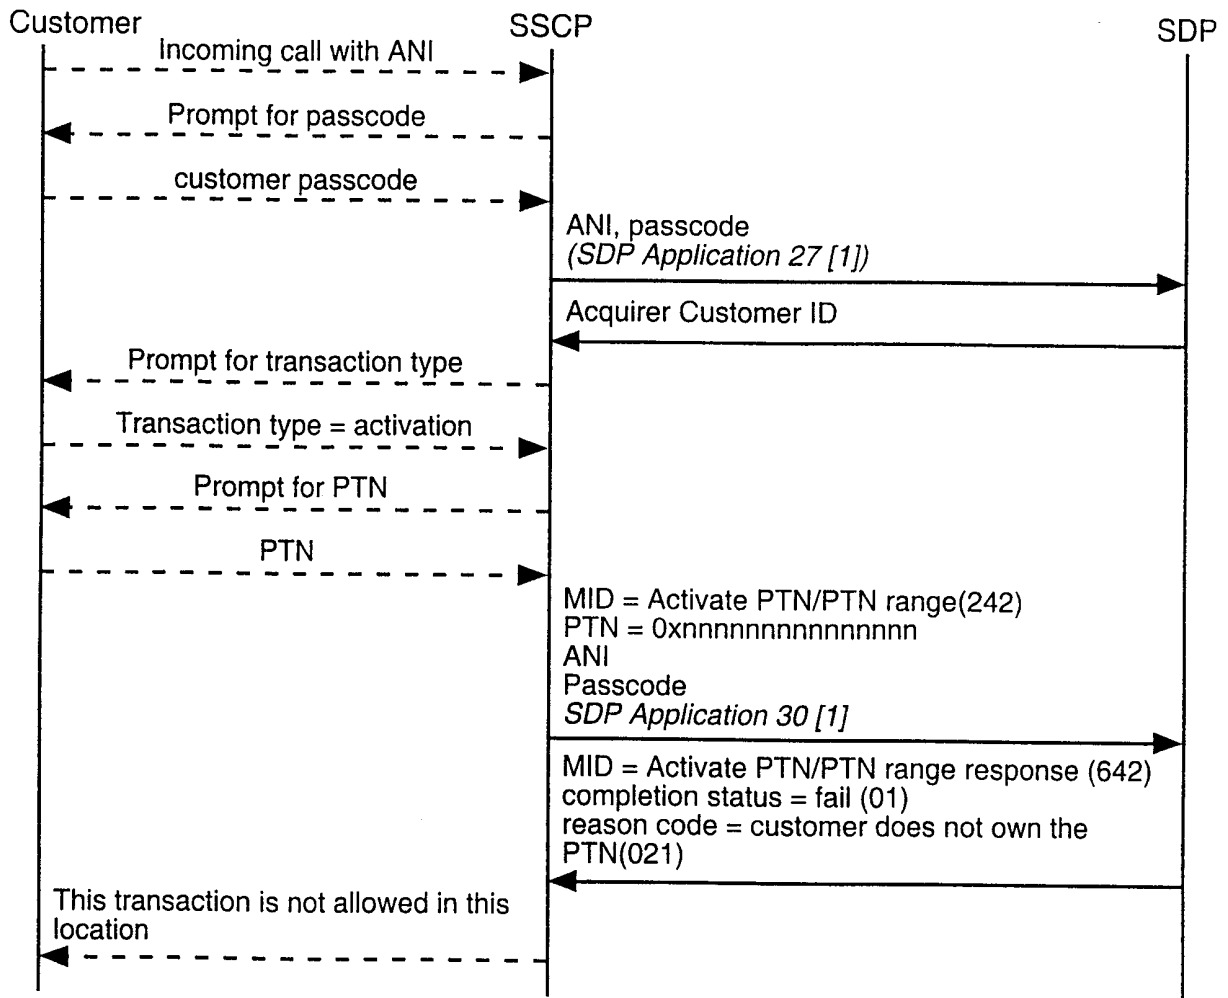 Customer
SSCP
SDP
Incoming call with ANI
Prompt for passcode
customer passcode
ANI, passcode
(SDP Application 27 [1])
Acquirer Customer ID
Prompt for transaction type
Transaction type = activation
Prompt for PTN
PTN
MID = Activate PTN/PTN range(242)
PTN = 0xnnnnnnnnnnnnnnnn
ANI
Passcode
SDP Application 30 [1]
MID = Activate PTN/PTN range response (642)
completion status = fail (01)
reason code = customer does not own the
PTN(021)
This transaction is not allowed in this
location